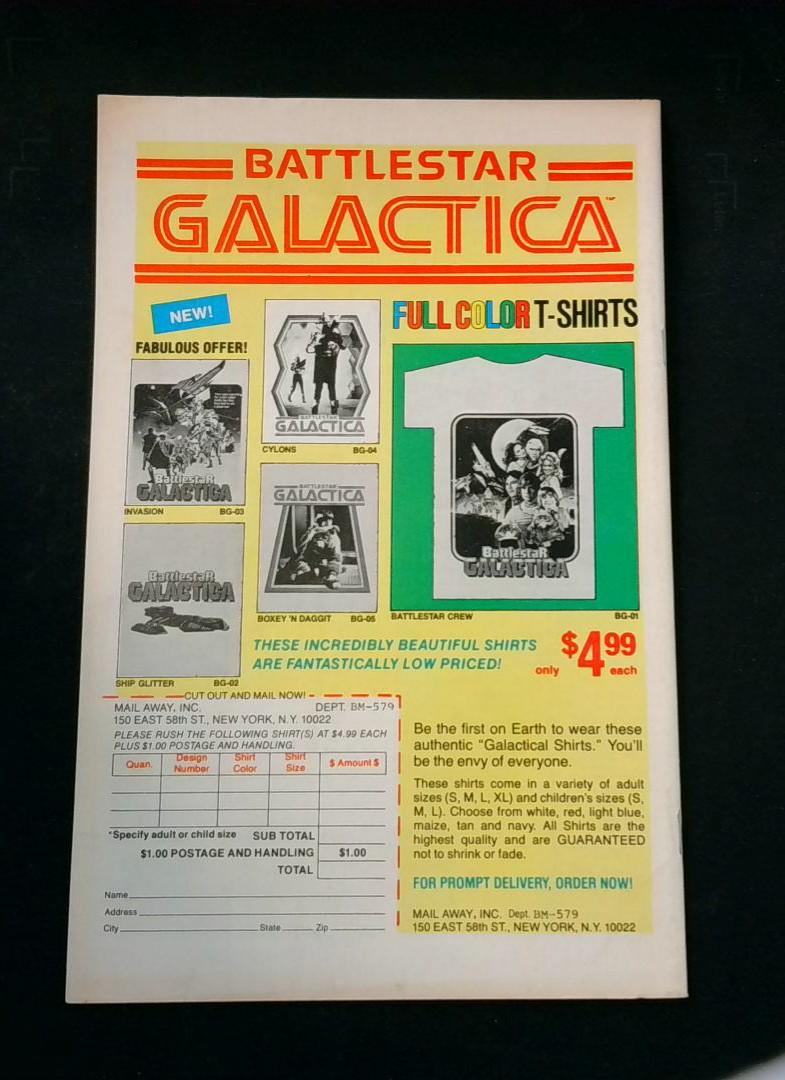 BATTLESTAR
GALACTICA™
NEW!
FABULOUS OFFER!
FULL COLOR T-SHIRTS
BATTLESTAR
GALACTICA
CYLONS BG-04
BattlestaR
GALACTICA
INVASION BG-03
BATTLESTAR
GALACTICA
BOXEY 'N DAGGIT BG-05
BattlestaR
GALACTICA
BATTLESTAR CREW BG-01
BattlestaR
GALACTICA
SHIP GLITTER BG-02
THESE INCREDIBLY BEAUTIFUL SHIRTS
ARE FANTASTICALLY LOW PRICED!
only $4.99 each
CUT OUT AND MAIL NOW!
MAIL AWAY, INC. DEPT. BM-579
150 EAST 58th ST., NEW YORK, N.Y. 10022
PLEASE RUSH THE FOLLOWING SHIRT(S) AT $4.99 EACH
PLUS $1.00 POSTAGE AND HANDLING.
Quan. Design Number Shirt Color Shirt Size $ Amount $
*Specify adult or child size SUB TOTAL
$1.00 POSTAGE AND HANDLING $1.00
TOTAL
Name
Address
City State Zip
Be the first on Earth to wear these
authentic "Galactical Shirts." You'll
be the envy of everyone.
These shirts come in a variety of adult
sizes (S, M, L, XL) and children's sizes (S,
M, L). Choose from white, red, light blue,
maize, tan and navy. All Shirts are the
highest quality and are GUARANTEED
not to shrink or fade.
FOR PROMPT DELIVERY, ORDER NOW!
MAIL AWAY, INC. Dept. BM-579
150 EAST 58th ST., NEW YORK, N.Y. 10022